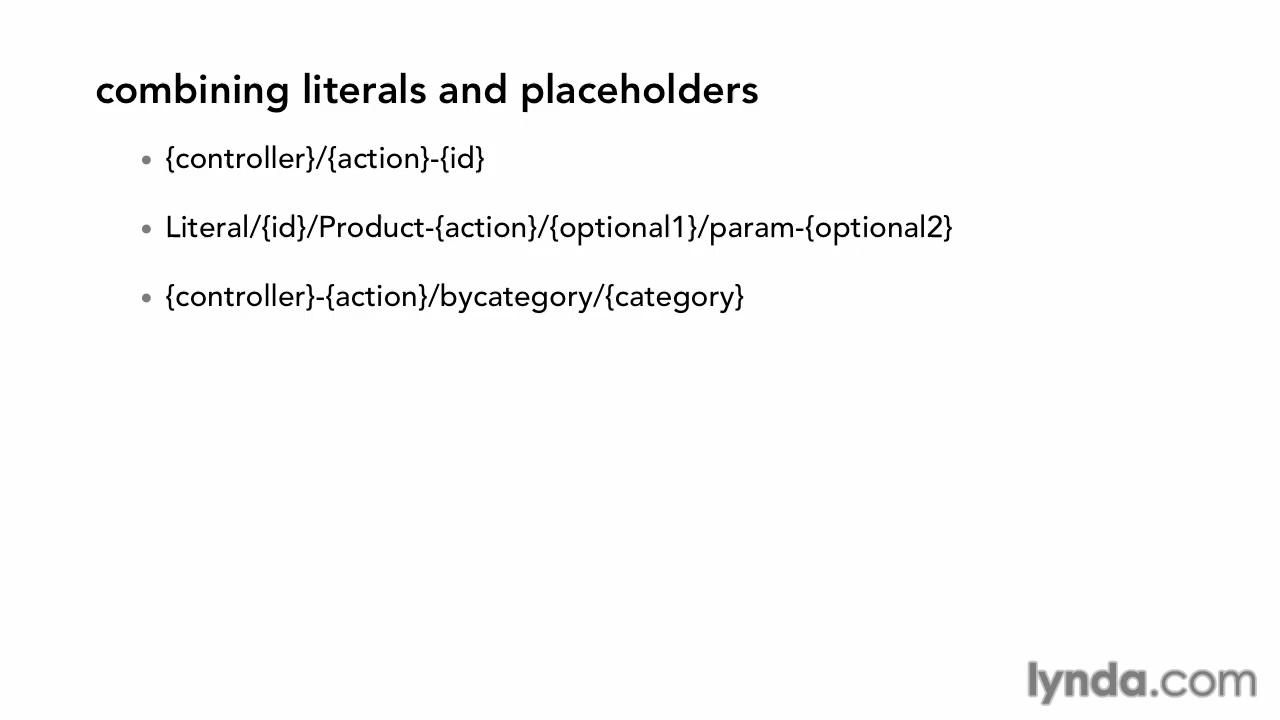 combining literals and placeholders
• {controller}/{action}-{id}
• Literal/{id}/Product-{action}/{optional1}/param-{optional2}
• {controller}-{action}/bycategory/{category}
lynda.com